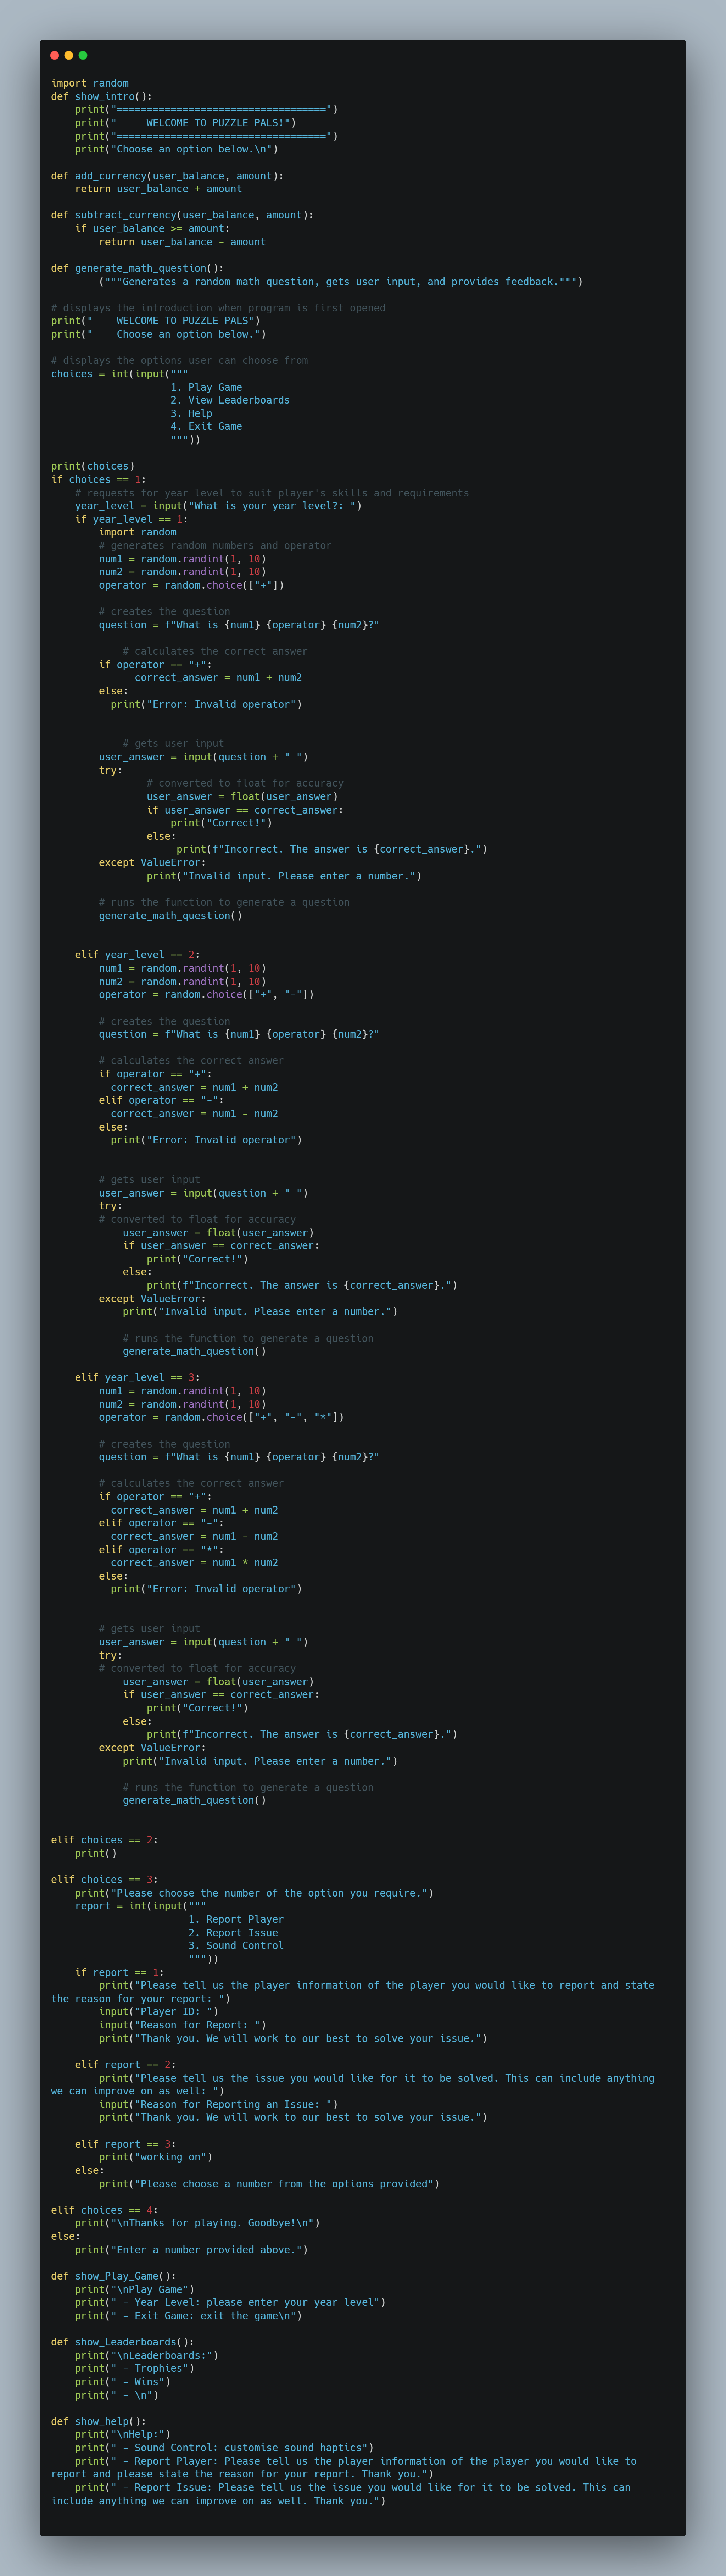 import random
def show_intro():
    print("===================================")
    print("     WELCOME TO PUZZLE PALS!")
    print("===================================")
    print("Choose an option below.\n")

def add_currency(user_balance, amount):
    return user_balance + amount

def subtract_currency(user_balance, amount):
    if user_balance >= amount:
        return user_balance - amount

def generate_math_question():
        ("""Generates a random math question, gets user input, and provides feedback.""")

# displays the introduction when program is first opened
print("    WELCOME TO PUZZLE PALS")
print("    Choose an option below.")

# displays the options user can choose from
choices = int(input("""
                    1. Play Game
                    2. View Leaderboards
                    3. Help
                    4. Exit Game
                    """))

print(choices)
if choices == 1:
    # requests for year level to suit player's skills and requirements
    year_level = input("What is your year level?: ")
    if year_level == 1:
        import random
        # generates random numbers and operator
        num1 = random.randint(1, 10)
        num2 = random.randint(1, 10)
        operator = random.choice(["+"])

        # creates the question
        question = f"What is {num1} {operator} {num2}?"

            # calculates the correct answer
        if operator == "+":
              correct_answer = num1 + num2
        else:
          print("Error: Invalid operator")


            # gets user input
        user_answer = input(question + " ")
        try:
                # converted to float for accuracy
                user_answer = float(user_answer)
                if user_answer == correct_answer:
                    print("Correct!")
                else:
                     print(f"Incorrect. The answer is {correct_answer}.")
        except ValueError:
                print("Invalid input. Please enter a number.")

        # runs the function to generate a question
        generate_math_question()


    elif year_level == 2:
        num1 = random.randint(1, 10)
        num2 = random.randint(1, 10)
        operator = random.choice(["+", "-"])

        # creates the question
        question = f"What is {num1} {operator} {num2}?"

        # calculates the correct answer
        if operator == "+":
          correct_answer = num1 + num2
        elif operator == "-":
          correct_answer = num1 - num2
        else:
          print("Error: Invalid operator")


        # gets user input
        user_answer = input(question + " ")
        try:
        # converted to float for accuracy
            user_answer = float(user_answer)
            if user_answer == correct_answer:
                print("Correct!")
            else:
                print(f"Incorrect. The answer is {correct_answer}.")
        except ValueError:
            print("Invalid input. Please enter a number.")

            # runs the function to generate a question
            generate_math_question()

    elif year_level == 3:
        num1 = random.randint(1, 10)
        num2 = random.randint(1, 10)
        operator = random.choice(["+", "-", "*"])

        # creates the question
        question = f"What is {num1} {operator} {num2}?"

        # calculates the correct answer
        if operator == "+":
          correct_answer = num1 + num2
        elif operator == "-":
          correct_answer = num1 - num2
        elif operator == "*":
          correct_answer = num1 * num2
        else:
          print("Error: Invalid operator")


        # gets user input
        user_answer = input(question + " ")
        try:
        # converted to float for accuracy
            user_answer = float(user_answer)
            if user_answer == correct_answer:
                print("Correct!")
            else:
                print(f"Incorrect. The answer is {correct_answer}.")
        except ValueError:
            print("Invalid input. Please enter a number.")

            # runs the function to generate a question
            generate_math_question()


elif choices == 2:
    print()

elif choices == 3:
    print("Please choose the number of the option you require.")
    report = int(input("""
                       1. Report Player
                       2. Report Issue
                       3. Sound Control
                       """))
    if report == 1:
        print("Please tell us the player information of the player you would like to report and state
the reason for your report: ")
        input("Player ID: ")
        input("Reason for Report: ")
        print("Thank you. We will work to our best to solve your issue.")

    elif report == 2:
        print("Please tell us the issue you would like for it to be solved. This can include anything
we can improve on as well: ")
        input("Reason for Reporting an Issue: ")
        print("Thank you. We will work to our best to solve your issue.")

    elif report == 3:
        print("working on")
    else:
        print("Please choose a number from the options provided")

elif choices == 4:
    print("\nThanks for playing. Goodbye!\n")
else:
    print("Enter a number provided above.")

def show_Play_Game():
    print("\nPlay Game")
    print(" - Year Level: please enter your year level")
    print(" - Exit Game: exit the game\n")

def show_Leaderboards():
    print("\nLeaderboards:")
    print(" - Trophies")
    print(" - Wins")
    print(" - \n")

def show_help():
    print("\nHelp:")
    print(" - Sound Control: customise sound haptics")
    print(" - Report Player: Please tell us the player information of the player you would like to
report and please state the reason for your report. Thank you.")
    print(" - Report Issue: Please tell us the issue you would like for it to be solved. This can
include anything we can improve on as well. Thank you.")